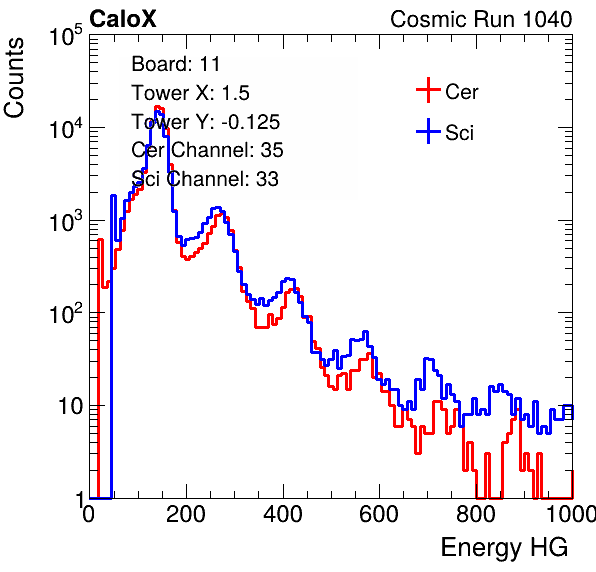 CaloX Cosmic Run 1040
Counts
10^5
10^4
10^3
10^2
10
1
Board: 11
Tower X: 1.5
Tower Y: -0.125
Cer Channel: 35
Sci Channel: 33
Cer
Sci
0 200 400 600 800 1000
Energy HG